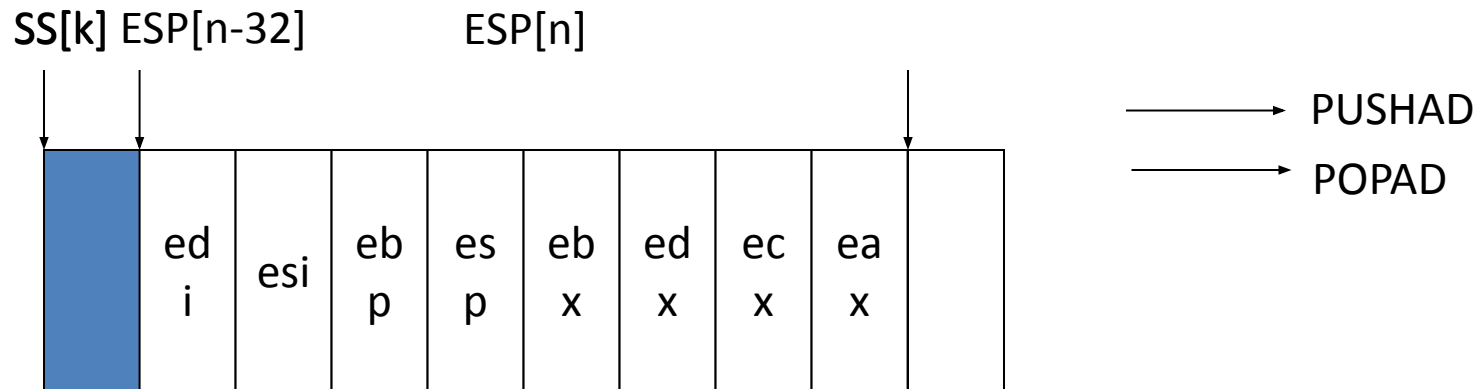 SS[k] ESP[n-32] ESP[n]
PUSHAD
POPAD
ed
i
esi
eb
p
es
p
eb
x
ed
x
ec
x
ea
x